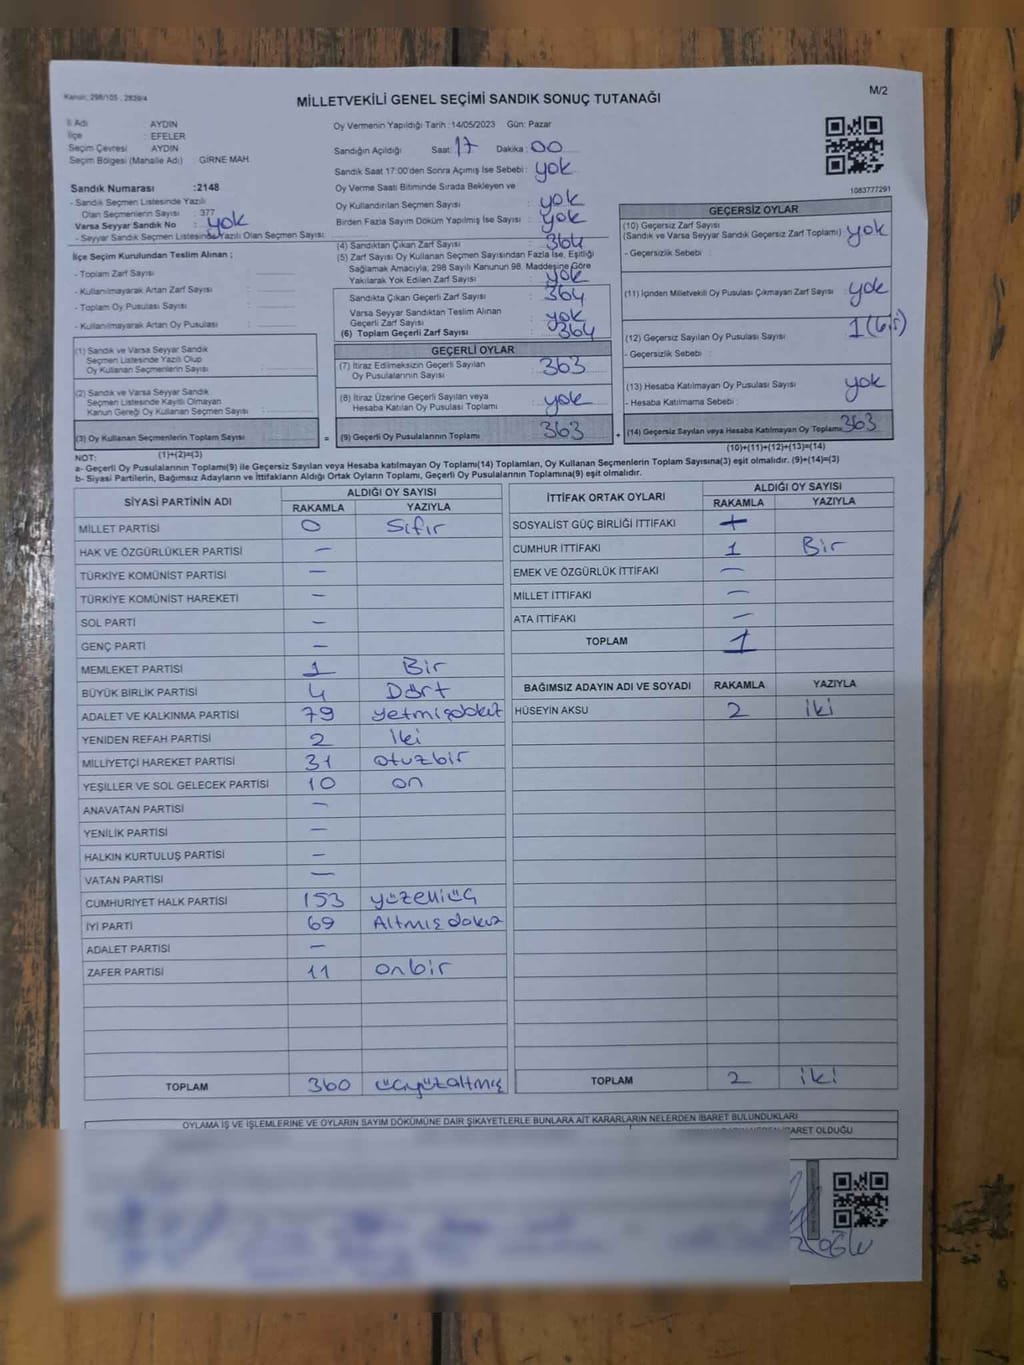 Kanun: 298/105 , 2839/4
MİLLETVEKİLİ GENEL SEÇİMİ SANDIK SONUÇ TUTANAĞI
M/2
İl Adı AYDIN
İlçe : EFELER
Seçim Çevresi AYDIN
Seçim Bölgesi (Mahalle Adı) GİRNE MAH.
Oy Vermenin Yapıldığı Tarih :14/05/2023 Gün: Pazar
Sandığın Açıldığı Saat: 17 Dakika: 00
Sandık Saat 17:00'den Sonra Açımış İse Sebebi : yok
Oy Verme Saati Bitiminde Sırada Bekleyen ve
Oy Kullandırılan Seçmen Sayısı : yok
Birden Fazla Sayım Döküm Yapılmış İse Sayısı : yok
1083777291
Sandık Numarası :2148
- Sandık Seçmen Listesinde Yazılı
Olan Seçmenlerin Sayısı : 377
Varsa Seyyar Sandık No : yok
- Seyyar Sandık Seçmen Listesinde Yazılı Olan Seçmen Sayısı:
İlçe Seçim Kurulundan Teslim Alınan ;
- Toplam Zarf Sayısı
- Kullanılmayarak Artan Zarf Sayısı
- Toplam Oy Pusulası Sayısı
- Kullanılmayarak Artan Oy Pusulası
(1) Sandık ve Varsa Seyyar Sandık
Seçmen Listesinde Yazılı Olup
Oy Kullanan Seçmenlerin Sayısı
(2) Sandık ve Varsa Seyyar Sandık
Seçmen Listesinde Kayıtlı Olmayan
Kanun Gereği Oy Kullanan Seçmen Sayısı
(3) Oy Kullanan Seçmenlerin Toplam Sayısı
(4) Sandıktan Çıkan Zarf Sayısı 364
(5) Zarf Sayısı Oy Kullanan Seçmen Sayısından Fazla İse, Eşitliği
Sağlamak Amacıyla, 298 Sayılı Kanunun 98. Maddesine Göre
Yakılarak Yok Edilen Zarf Sayısı : yok
Sandıkta Çıkan Geçerli Zarf Sayısı 364
Varsa Seyyar Sandıktan Teslim Alınan
Geçerli Zarf Sayısı yok
(6) Toplam Geçerli Zarf Sayısı 364
GEÇERLİ OYLAR
(7) İtiraz Edilmeksizin Geçerli Sayılan
Oy Pusulalarının Sayısı 363
(8) İtiraz Üzerine Geçerli Sayılan veya
Hesaba Katılan Oy Pusulası Toplamı yok
= (9) Geçerli Oy Pusulalarının Toplamı 363 +
GEÇERSİZ OYLAR
(10) Geçersiz Zarf Sayısı
(Sandık ve Varsa Seyyar Sandık Geçersiz Zarf Toplamı) yok
- Geçersizlik Sebebi :
(11) İçinden Milletvekili Oy Pusulası Çıkmayan Zarf Sayısı yok
(12) Geçersiz Sayılan Oy Pusulası Sayısı 1 (bir)
- Geçersizlik Sebebi :
(13) Hesaba Katılmayan Oy Pusulası Sayısı yok
- Hesaba Katılmama Sebebi :
(14) Geçersiz Sayılan veya Hesaba Katılmayan Oy Toplamı 363
NOT: (1)+(2)=(3)
(10)+(11)+(12)+(13)=(14)
a- Geçerli Oy Pusulalarının Toplamı(9) ile Geçersiz Sayılan veya Hesaba katılmayan Oy Toplamı(14) Toplamları, Oy Kullanan Seçmenlerin Toplam Sayısına(3) eşit olmalıdır. (9)+(14)=(3)
b- Siyasi Partilerin, Bağımsız Adayların ve İttifakların Aldığı Ortak Oyların Toplamı, Geçerli Oy Pusulalarının Toplamına(9) eşit olmalıdır.
SİYASİ PARTİNİN ADI ALDIĞI OY SAYISI
RAKAMLA YAZIYLA
MİLLET PARTİSİ 0 Sıfır
HAK VE ÖZGÜRLÜKLER PARTİSİ —
TÜRKİYE KOMÜNİST PARTİSİ —
TÜRKİYE KOMÜNİST HAREKETİ —
SOL PARTİ —
GENÇ PARTİ —
MEMLEKET PARTİSİ 1 Bir
BÜYÜK BİRLİK PARTİSİ 4 Dört
ADALET VE KALKINMA PARTİSİ 79 yetmişdokuz
YENİDEN REFAH PARTİSİ 2 İki
MİLLİYETÇİ HAREKET PARTİSİ 31 otuzbir
YEŞİLLER VE SOL GELECEK PARTİSİ 10 on
ANAVATAN PARTİSİ —
YENİLİK PARTİSİ —
HALKIN KURTULUŞ PARTİSİ —
VATAN PARTİSİ —
CUMHURİYET HALK PARTİSİ 153 yüzelliüç
İYİ PARTİ 69 Altmışdokuz
ADALET PARTİSİ —
ZAFER PARTİSİ 11 onbir
TOPLAM 360 üçyüzaltmış
İTTİFAK ORTAK OYLARI ALDIĞI OY SAYISI
RAKAMLA YAZIYLA
SOSYALİST GÜÇ BİRLİĞİ İTTİFAKI +
CUMHUR İTTİFAKI 1 Bir
EMEK VE ÖZGÜRLÜK İTTİFAKI —
MİLLET İTTİFAKI —
ATA İTTİFAKI —
TOPLAM 1
BAĞIMSIZ ADAYIN ADI VE SOYADI RAKAMLA YAZIYLA
HÜSEYİN AKSU 2 iki
TOPLAM 2 iki
OYLAMA İŞ VE İŞLEMLERİNE VE OYLARIN SAYIM DÖKÜMÜNE DAİR ŞİKAYETLERLE BUNLARA AİT KARARLARIN NELERDEN İBARET BULUNDUKLARI
İBARET OLDUĞU